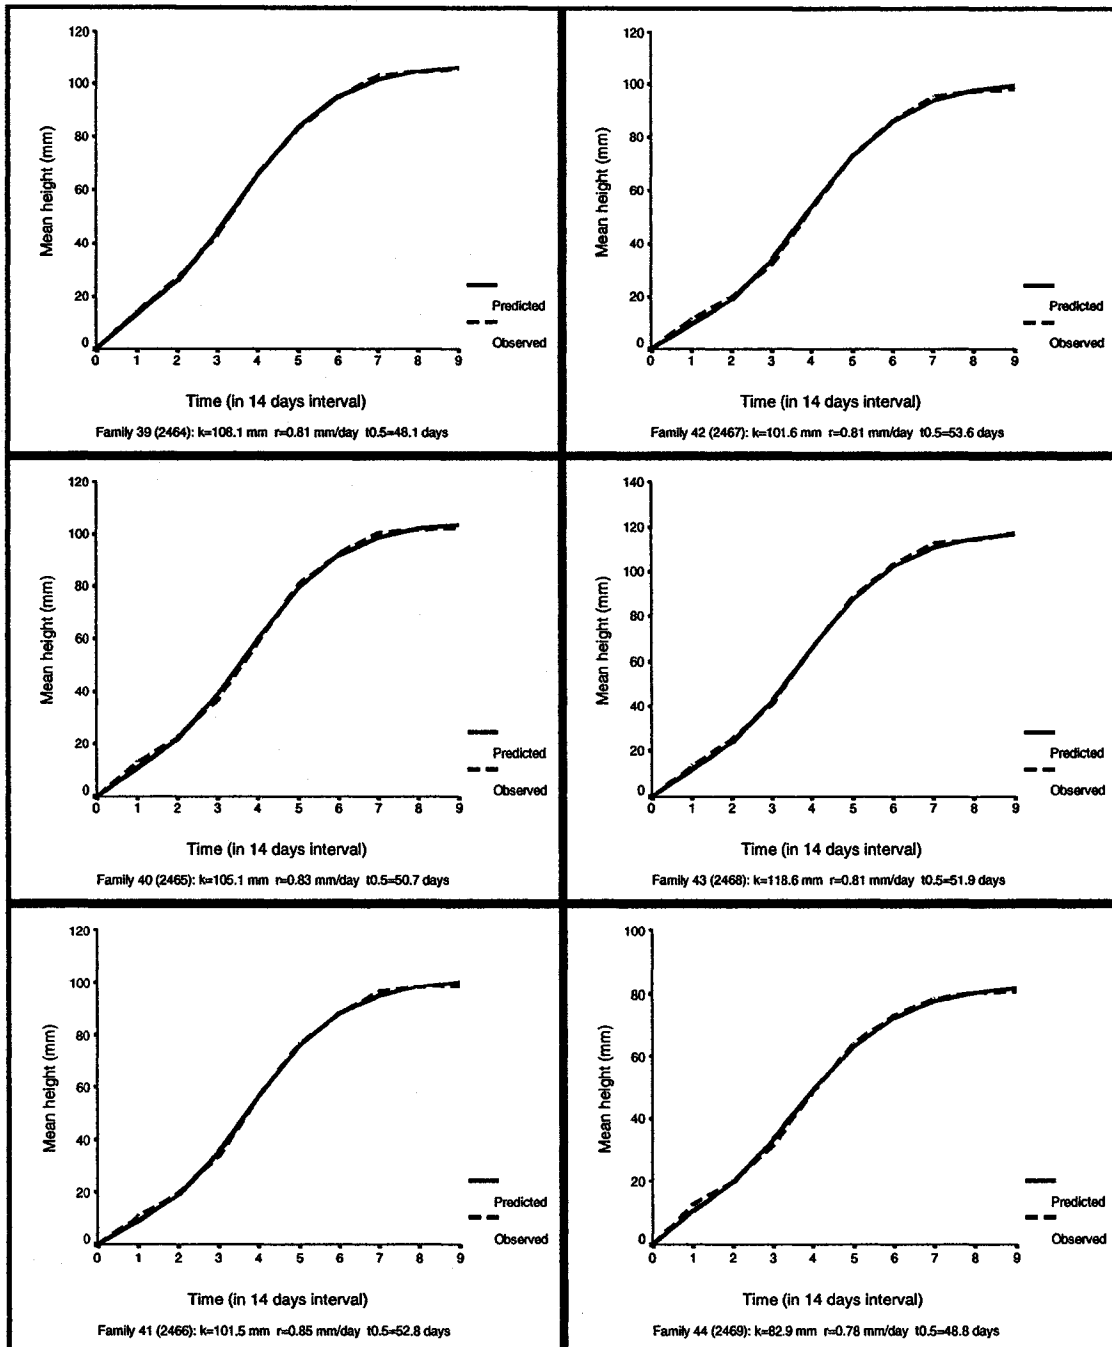 120
100
80
60
40
20
0
Mean height (mm)
Predicted
Observed
0 1 2 3 4 5 6 7 8 9
Time (in 14 days interval)
Family 39 (2464): k=106.1 mm r=0.81 mm/day t0.5=48.1 days
120
100
80
60
40
20
0
Mean height (mm)
Predicted
Observed
0 1 2 3 4 5 6 7 8 9
Time (in 14 days interval)
Family 42 (2467): k=101.6 mm r=0.81 mm/day t0.5=53.6 days
120
100
80
60
40
20
0
Mean height (mm)
Predicted
Observed
0 1 2 3 4 5 6 7 8 9
Time (in 14 days interval)
Family 40 (2465): k=105.1 mm r=0.83 mm/day t0.5=50.7 days
140
120
100
80
60
40
20
0
Mean height (mm)
Predicted
Observed
0 1 2 3 4 5 6 7 8 9
Time (in 14 days interval)
Family 43 (2468): k=118.6 mm r=0.81 mm/day t0.5=51.9 days
120
100
80
60
40
20
0
Mean height (mm)
Predicted
Observed
0 1 2 3 4 5 6 7 8 9
Time (in 14 days interval)
Family 41 (2466): k=101.5 mm r=0.85 mm/day t0.5=52.8 days
100
80
60
40
20
0
Mean height (mm)
Predicted
Observed
0 1 2 3 4 5 6 7 8 9
Time (in 14 days interval)
Family 44 (2469): k=82.9 mm r=0.78 mm/day t0.5=48.8 days